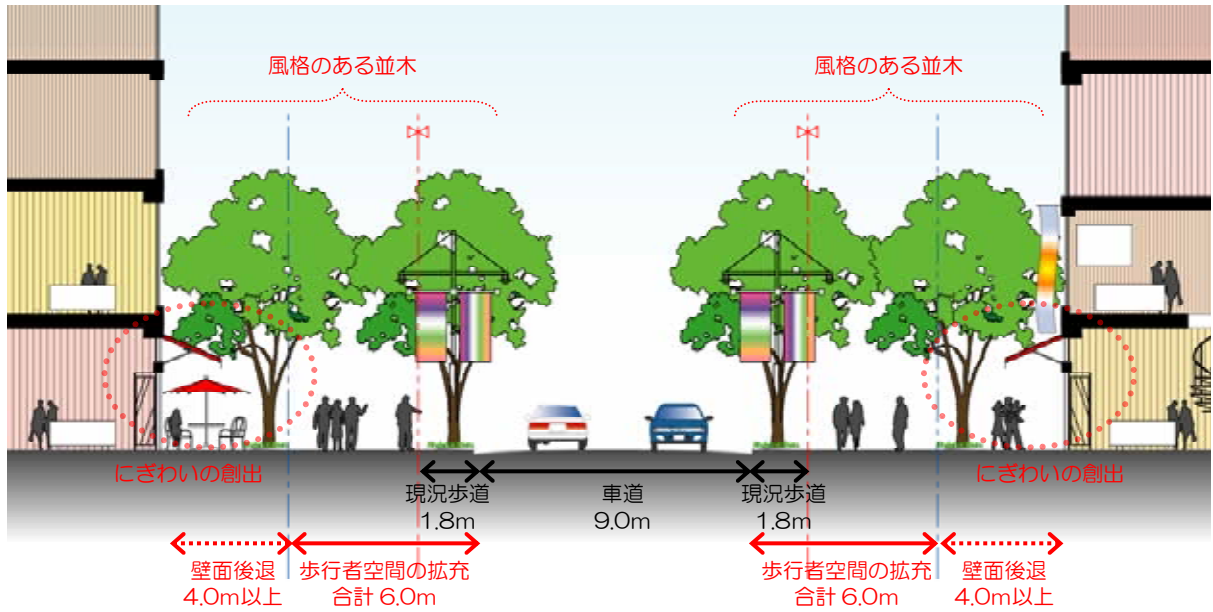 風格のある並木
風格のある並木
にぎわいの創出
にぎわいの創出
現況歩道
1.8m
車道
9.0m
現況歩道
1.8m
壁面後退
4.0m以上
歩行者空間の拡充
合計 6.0m
歩行者空間の拡充
合計 6.0m
壁面後退
4.0m以上